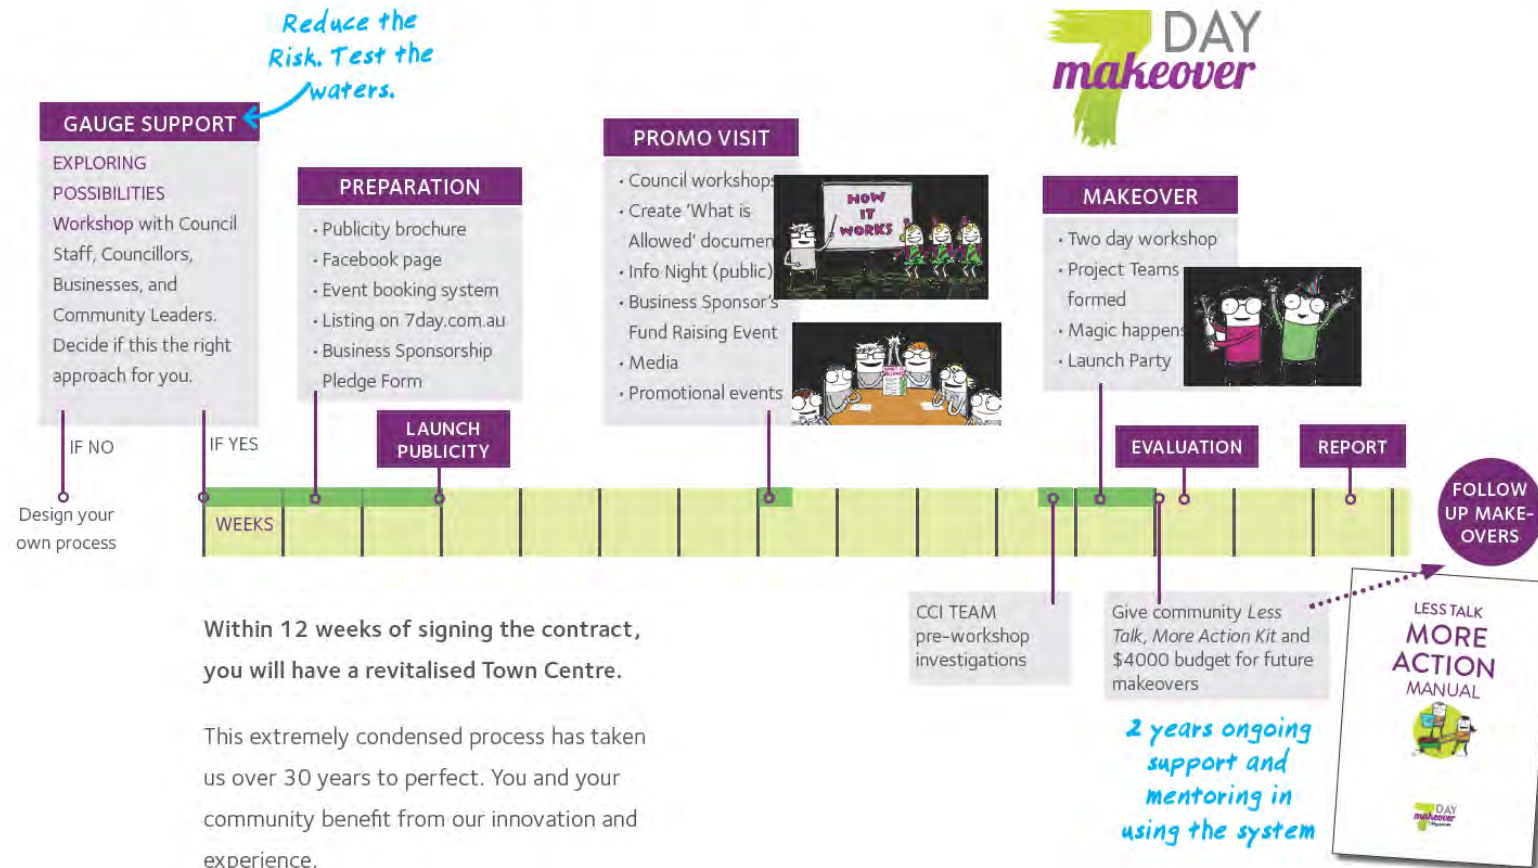 Reduce the
Risk. Test the
waters.
7 DAY
makeover
GAUGE SUPPORT
EXPLORING
POSSIBILITIES
Workshop with Council
Staff, Councillors,
Businesses, and
Community Leaders.
Decide if this the right
approach for you.
PREPARATION
• Publicity brochure
• Facebook page
• Event booking system
• Listing on 7day.com.au
• Business Sponsorship
Pledge Form
PROMO VISIT
• Council workshops
• Create 'What is
Allowed' documen
• Info Night (public)
• Business Sponsor's
Fund Raising Event
• Media
• Promotional events
HOW
IT
WORKS
MAKEOVER
• Two day workshop
• Project Teams
formed
• Magic happens
• Launch Party
IF NO
IF YES
LAUNCH
PUBLICITY
EVALUATION
REPORT
Design your
own process
WEEKS
FOLLOW
UP MAKE-
OVERS
CCI TEAM
pre-workshop
investigations
Give community Less
Talk, More Action Kit and
$4000 budget for future
makeovers
2 years ongoing
support and
mentoring in
using the system
LESS TALK
MORE
ACTION
MANUAL
7 DAY
makeover
Within 12 weeks of signing the contract,
you will have a revitalised Town Centre.
This extremely condensed process has taken
us over 30 years to perfect. You and your
community benefit from our innovation and
experience.